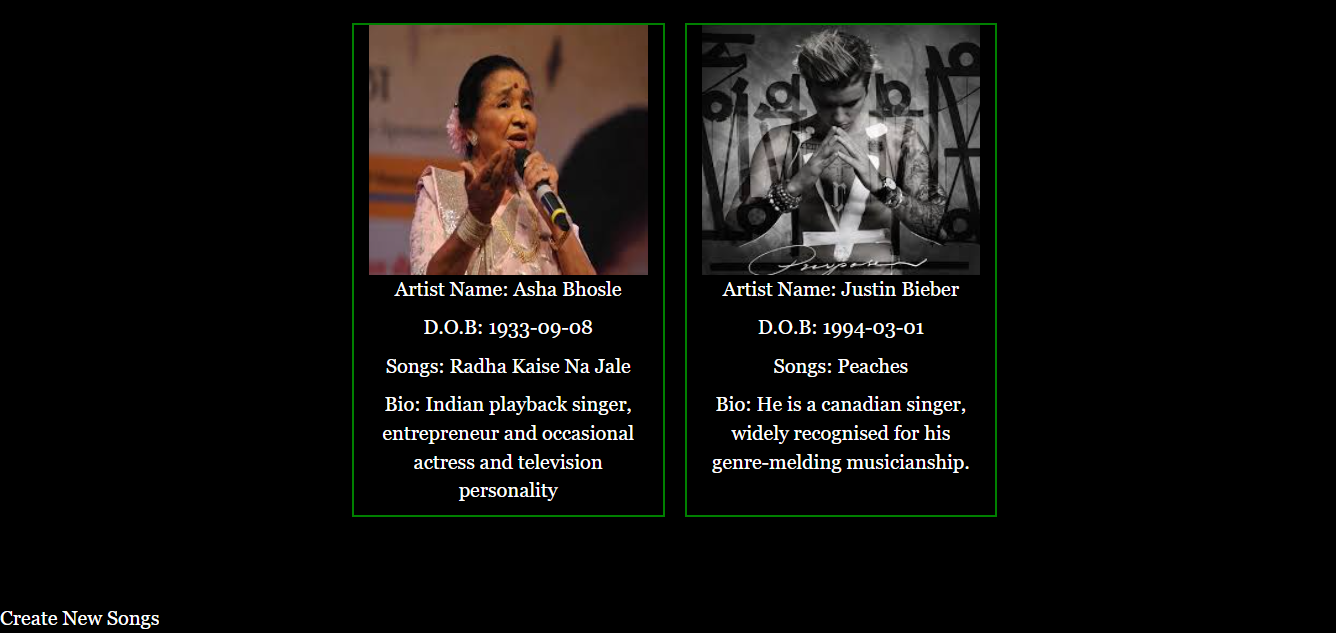 Purpose
Artist Name: Asha Bhosle
D.O.B: 1933-09-08
Songs: Radha Kaise Na Jale
Bio: Indian playback singer,
entrepreneur and occasional
actress and television
personality
Artist Name: Justin Bieber
D.O.B: 1994-03-01
Songs: Peaches
Bio: He is a canadian singer,
widely recognised for his
genre-melding musicianship.
Create New Songs